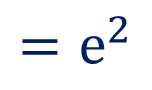 = e²